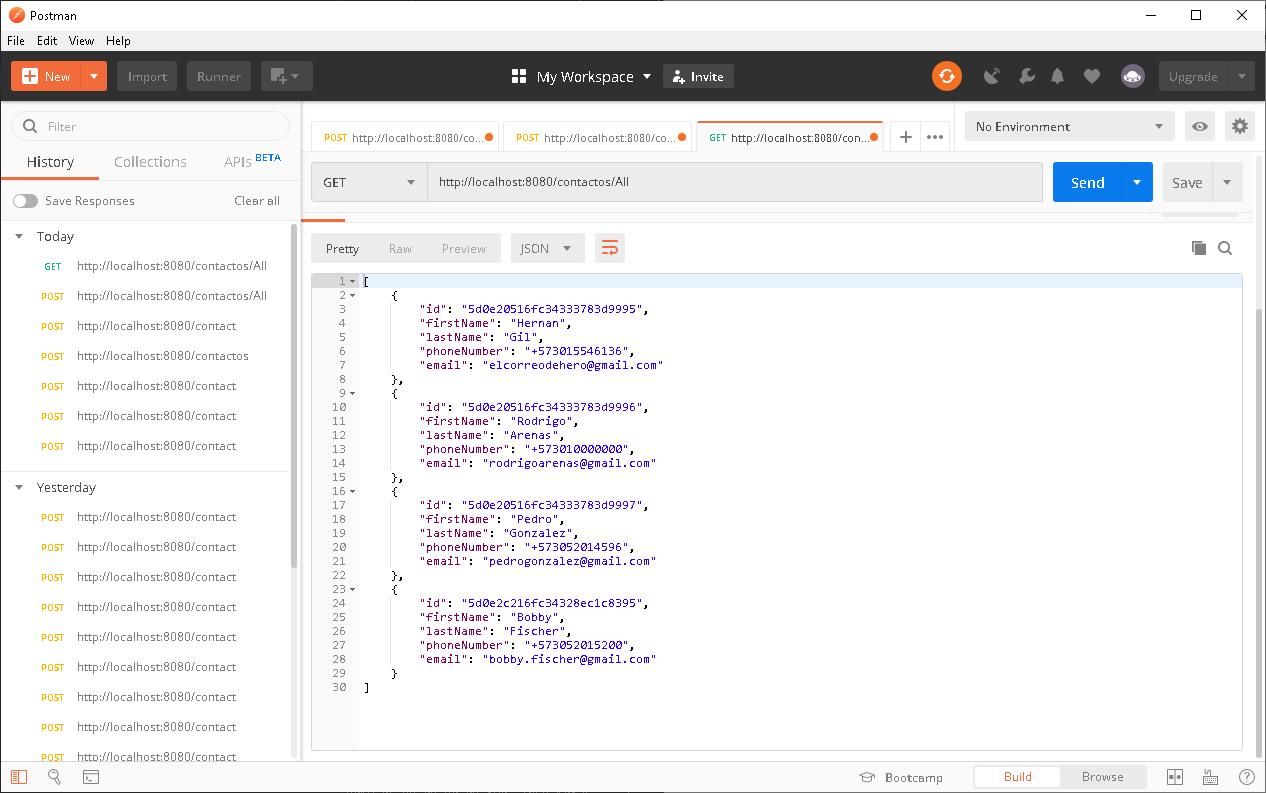 Postman
File Edit View Help
New Import Runner My Workspace Invite Upgrade
Filter
History Collections APIs BETA
Save Responses Clear all
Today
GET http://localhost:8080/contactos/All
POST http://localhost:8080/contactos/All
POST http://localhost:8080/contact
POST http://localhost:8080/contactos
POST http://localhost:8080/contact
POST http://localhost:8080/contact
POST http://localhost:8080/contact
Yesterday
POST http://localhost:8080/contact
POST http://localhost:8080/contact
POST http://localhost:8080/contact
POST http://localhost:8080/contact
POST http://localhost:8080/contact
POST http://localhost:8080/contact
POST http://localhost:8080/contact
POST http://localhost:8080/contact
POST http://localhost:8080/contact
POST http://localhost:8080/co... POST http://localhost:8080/co... GET http://localhost:8080/con... + ••• No Environment
GET http://localhost:8080/contactos/All Send Save
Pretty Raw Preview JSON
1 [
2 {
3 "id": "5d0e20516fc34333783d9995",
4 "firstName": "Hernan",
5 "lastName": "Gil",
6 "phoneNumber": "+573015546136",
7 "email": "elcorreodehero@gmail.com"
8 },
9 {
10 "id": "5d0e20516fc34333783d9996",
11 "firstName": "Rodrigo",
12 "lastName": "Arenas",
13 "phoneNumber": "+573010000000",
14 "email": "rodrigoarenas@gmail.com"
15 },
16 {
17 "id": "5d0e20516fc34333783d9997",
18 "firstName": "Pedro",
19 "lastName": "Gonzalez",
20 "phoneNumber": "+573052014596",
21 "email": "pedrogonzalez@gmail.com"
22 },
23 {
24 "id": "5d0e2c216fc34328ec1c8395",
25 "firstName": "Bobby",
26 "lastName": "Fischer",
27 "phoneNumber": "+573052015200",
28 "email": "bobby.fischer@gmail.com"
29 }
30 ]
Bootcamp Build Browse